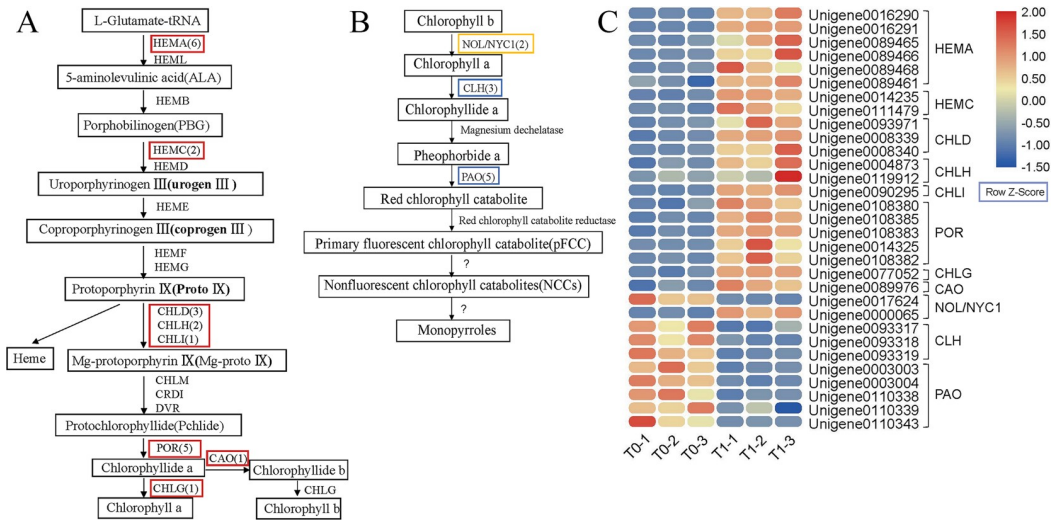 A
L-Glutamate-tRNA
HEMA(6)
HEML
5-aminolevulinic acid(ALA)
HEMB
Porphobilinogen(PBG)
HEMC(2)
HEMD
Uroporphyrinogen III(urogen III)
HEME
Coproporphyrinogen III(coprogen III)
HEMF
HEMG
Protoporphyrin IX(Proto IX)
CHLD(3)
CHLH(2)
CHLI(1)
Heme
Mg-protoporphyrin IX(Mg-proto IX)
CHLM
CRDI
DVR
Protochlorophyllide(Pchlide)
POR(5)
Chlorophyllide a
CAO(1)
Chlorophyllide b
CHLG(1)
CHLG
Chlorophyll a
Chlorophyll b
B
Chlorophyll b
NOL/NYC1(2)
Chlorophyll a
CLH(3)
Chlorophyllide a
Magnesium dechelatase
Pheophorbide a
PAO(5)
Red chlorophyll catabolite
Red chlorophyll catabolite reductase
Primary fluorescent chlorophyll catabolite(pFCC)
?
Nonfluorescent chlorophyll catabolites(NCCs)
?
Monopyrroles
C
Unigene0016290
Unigene0016291
Unigene0089465
Unigene0089466
Unigene0089468
Unigene0089461
Unigene0014235
Unigene0111479
Unigene0093971
Unigene0008339
Unigene0008340
Unigene0004873
Unigene0119912
Unigene0090295
Unigene0108380
Unigene0108385
Unigene0108383
Unigene0014325
Unigene0108382
Unigene0077052
Unigene0089976
Unigene0017624
Unigene0000065
Unigene0093317
Unigene0093318
Unigene0093319
Unigene0003003
Unigene0003004
Unigene0110338
Unigene0110339
Unigene0110343
HEMA
HEMC
CHLD
CHLH
CHLI
POR
CHLG
CAO
NOL/NYC1
CLH
PAO
T0-1
T0-2
T0-3
T1-1
T1-2
T1-3
2.00
1.50
1.00
0.50
0.00
-0.50
-1.00
-1.50
Row Z-Score